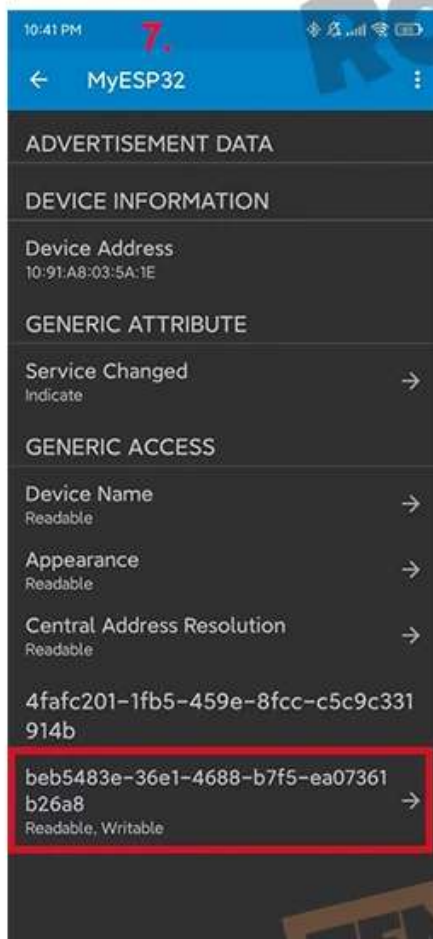 10:41 PM
7.
MyESP32
ADVERTISEMENT DATA
DEVICE INFORMATION
Device Address
10:91:A8:03:5A:1E
GENERIC ATTRIBUTE
Service Changed
Indicate
GENERIC ACCESS
Device Name
Readable
Appearance
Readable
Central Address Resolution
Readable
4fafc201-1fb5-459e-8fcc-c5c9c331
914b
beb5483e-36e1-4688-b7f5-ea07361
b26a8
Readable, Writable